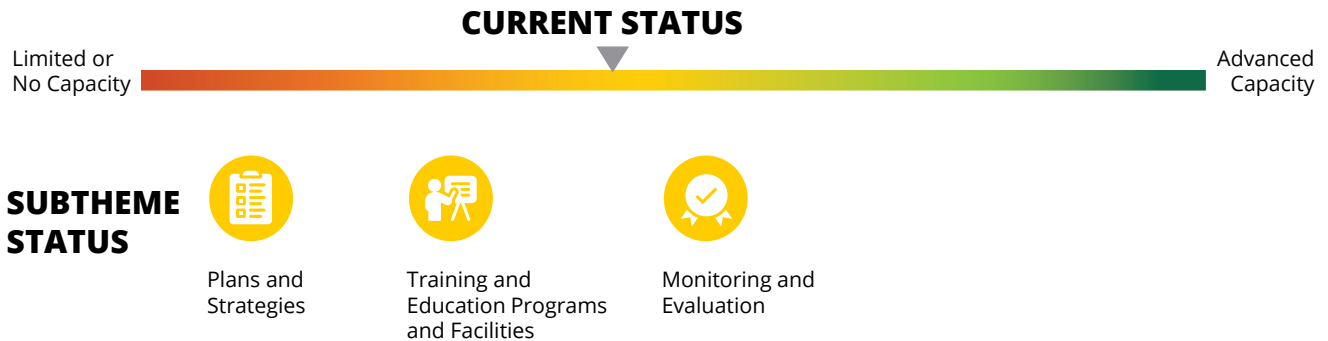 CURRENT STATUS
Limited or
No Capacity
Advanced
Capacity
SUBTHEME
STATUS
Plans and
Strategies
Training and
Education Programs
and Facilities
Monitoring and
Evaluation